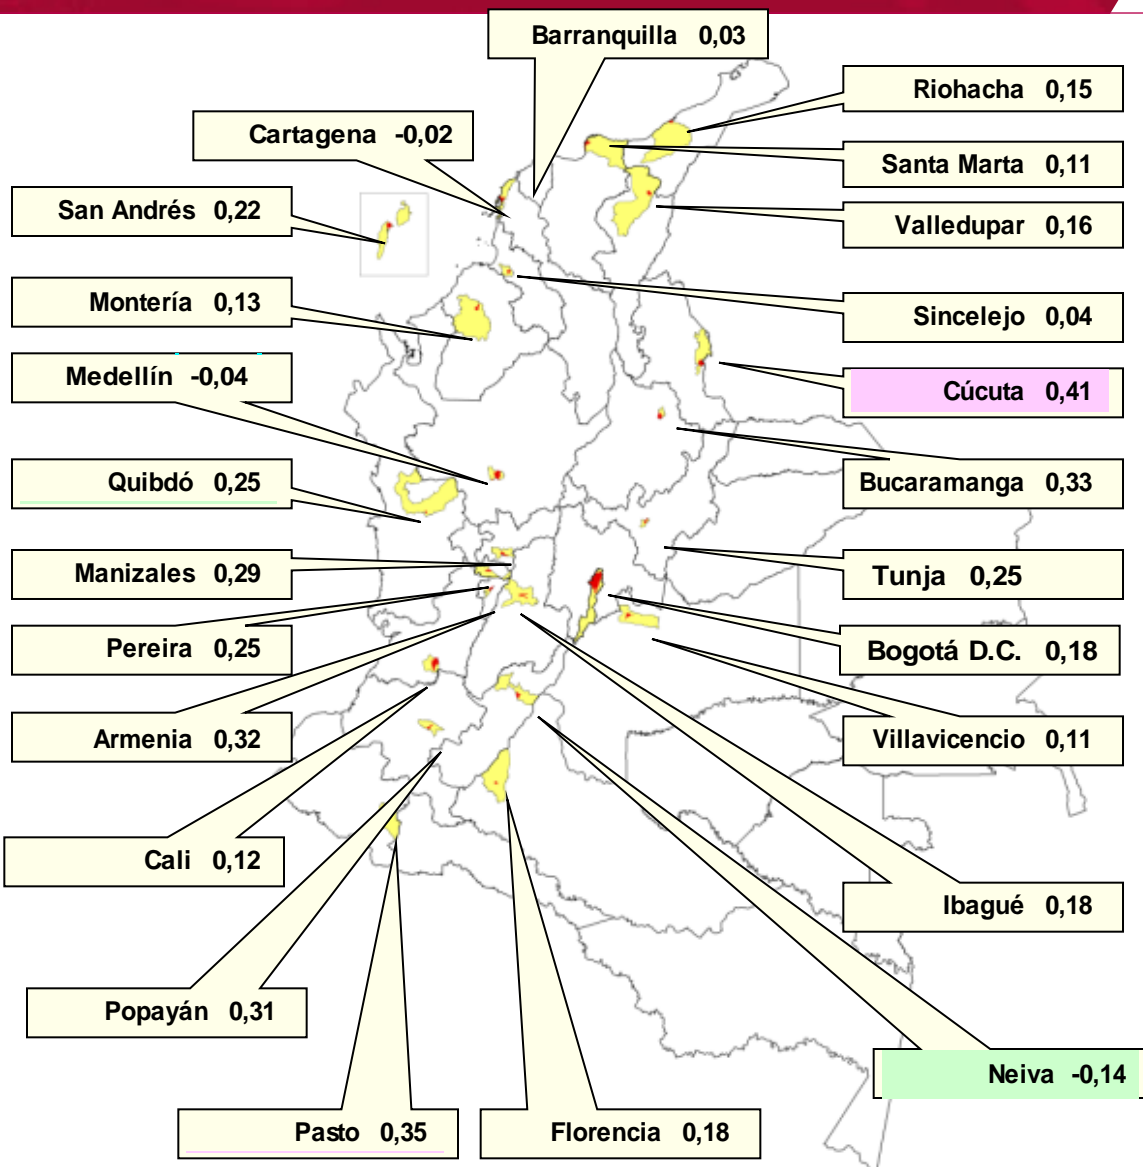 Barranquilla 0,03
Riohacha 0,15
Cartagena -0,02
Santa Marta 0,11
San Andrés 0,22
Valledupar 0,16
Montería 0,13
Sincelejo 0,04
Medellín -0,04
Cúcuta 0,41
Quibdó 0,25
Bucaramanga 0,33
Manizales 0,29
Tunja 0,25
Pereira 0,25
Bogotá D.C. 0,18
Armenia 0,32
Villavicencio 0,11
Cali 0,12
Ibagué 0,18
Popayán 0,31
Neiva -0,14
Pasto 0,35
Florencia 0,18